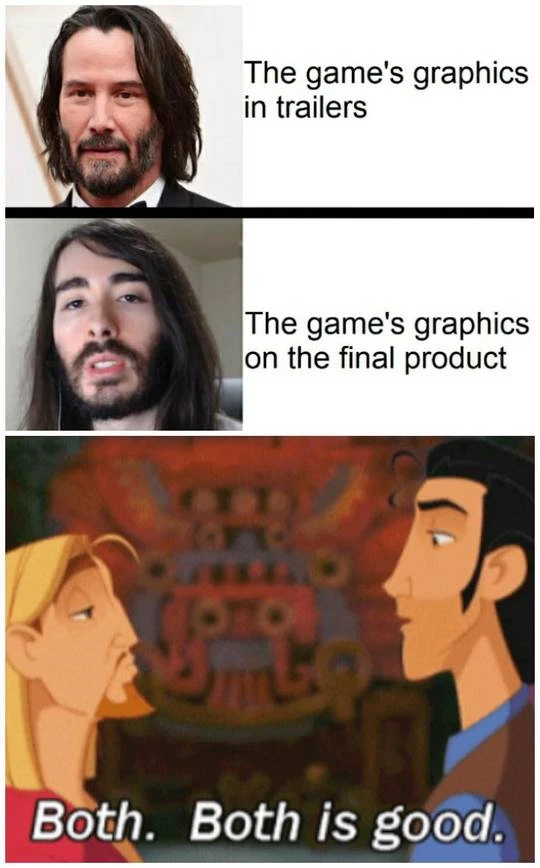 The game's graphics
in trailers
The game's graphics
on the final product
Both. Both is good.